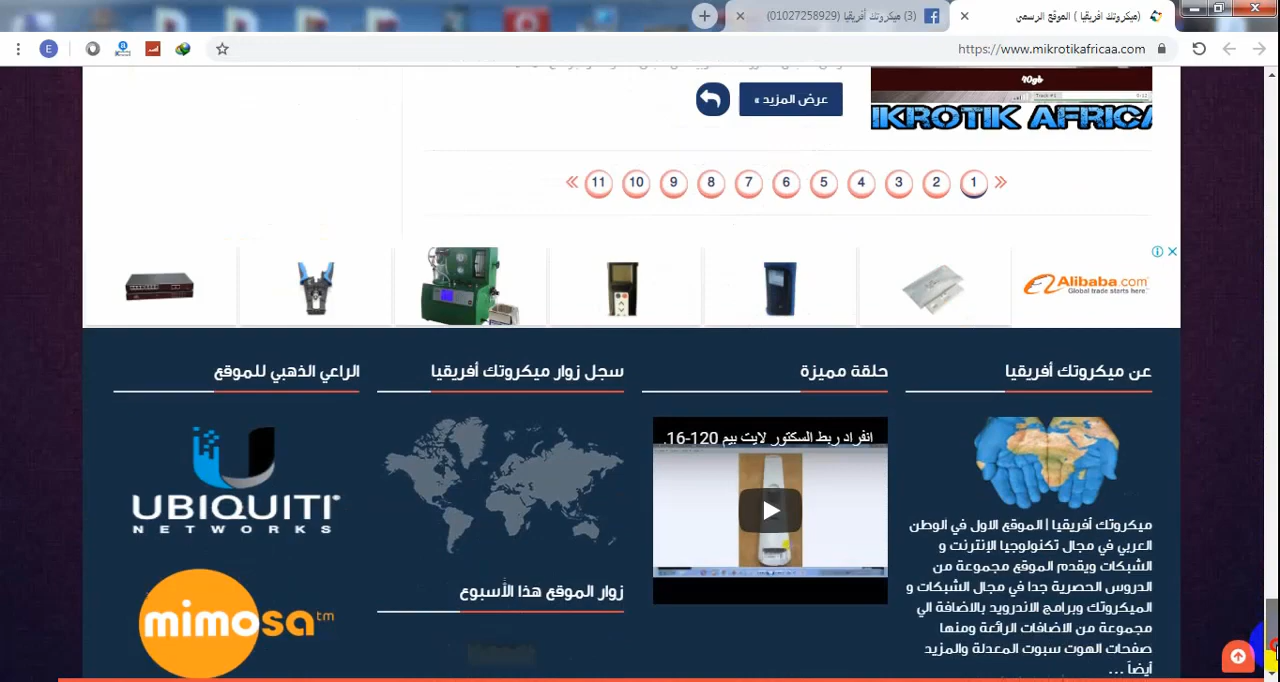 (ميكروتك افريقيا ) الموقع الرسمي
(3) ميكروتك أفريقيا (01027258929)
E
https://www.mikrotikafricaa.com
90gb
IKROTIK AFRICA
عرض المزيد »
« 1 2 3 4 5 6 7 8 9 10 11 »
Alibaba.com
Global trade starts here.
عن ميكروتك أفريقيا
ميكروتك أفريقيا | الموقع الاول في الوطن
العربي في مجال تكنولوجيا الإنترنت و
الشبكات ويقدم الموقع مجموعة من
الدروس الحصرية جدا في مجال الشبكات و
الميكروتك وبرامج الاندرويد بالاضافة الي
مجموعة من الاضافات الرائعة ومنها
صفحات الهوت سبوت المعدلة والمزيد
أيضاً ...
حلقة مميزة
انفراد ربط السكتور لايت بيم 120-16.
سجل زوار ميكروتك أفريقيا
زوار الموقع هذا الأسبوع
الراعي الذهبي للموقع
UBIQUITI
NETWORKS
mimosa™